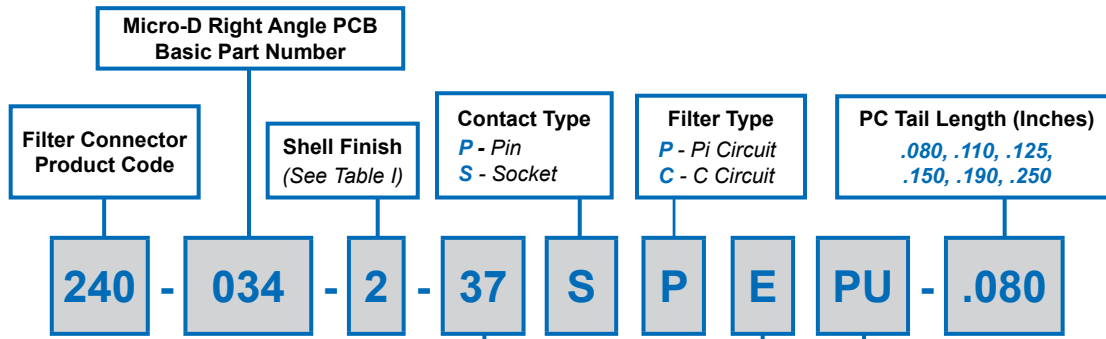 Micro-D Right Angle PCB
Basic Part Number
Filter Connector
Product Code
Shell Finish
(See Table I)
Contact Type
P - Pin
S - Socket
Filter Type
P - Pi Circuit
C - C Circuit
PC Tail Length (Inches)
.080, .110, .125,
.150, .190, .250
240 - 034 - 2 - 37 S P E PU - .080